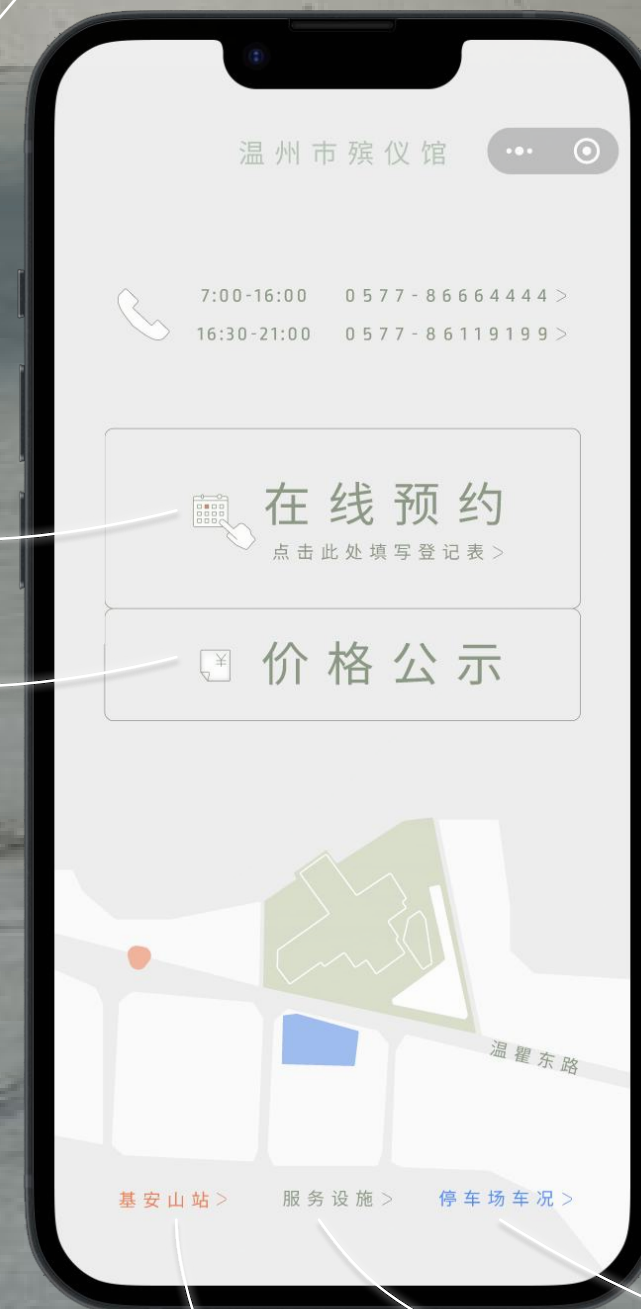 温州市殡仪馆
7:00-16:00 0577-86664444>
16:30-21:00 0577-86119199>
在线预约
点击此处填写登记表>
¥
价格公示
温瞿东路
基安山站> 服务设施> 停车场车况>